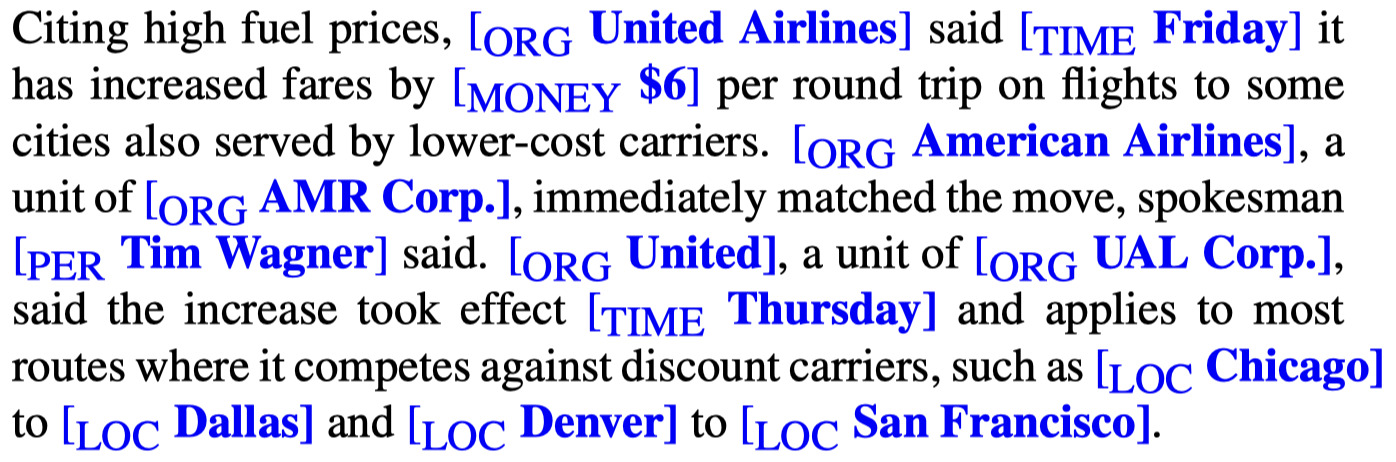 Citing high fuel prices, [ORG United Airlines] said [TIME Friday] it
has increased fares by [MONEY $6] per round trip on flights to some
cities also served by lower-cost carriers. [ORG American Airlines], a
unit of [ORG AMR Corp.], immediately matched the move, spokesman
[PER Tim Wagner] said. [ORG United], a unit of [ORG UAL Corp.],
said the increase took effect [TIME Thursday] and applies to most
routes where it competes against discount carriers, such as [LOC Chicago]
to [LOC Dallas] and [LOC Denver] to [LOC San Francisco].